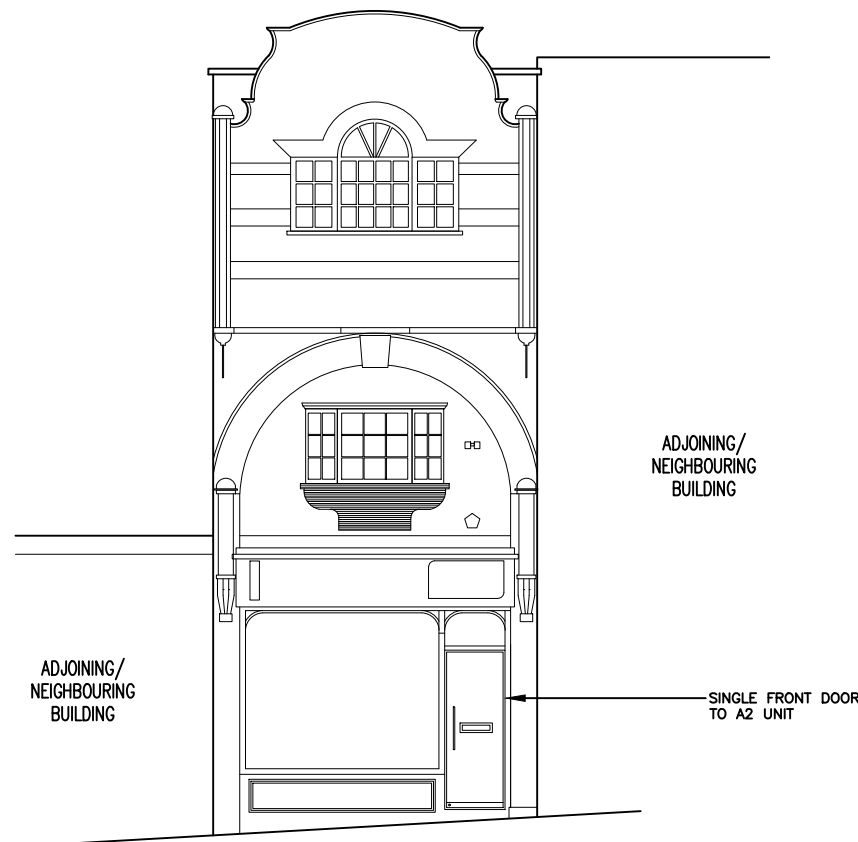 ADJOINING/
NEIGHBOURING
BUILDING
ADJOINING/
NEIGHBOURING
BUILDING
SINGLE FRONT DOOR
TO A2 UNIT